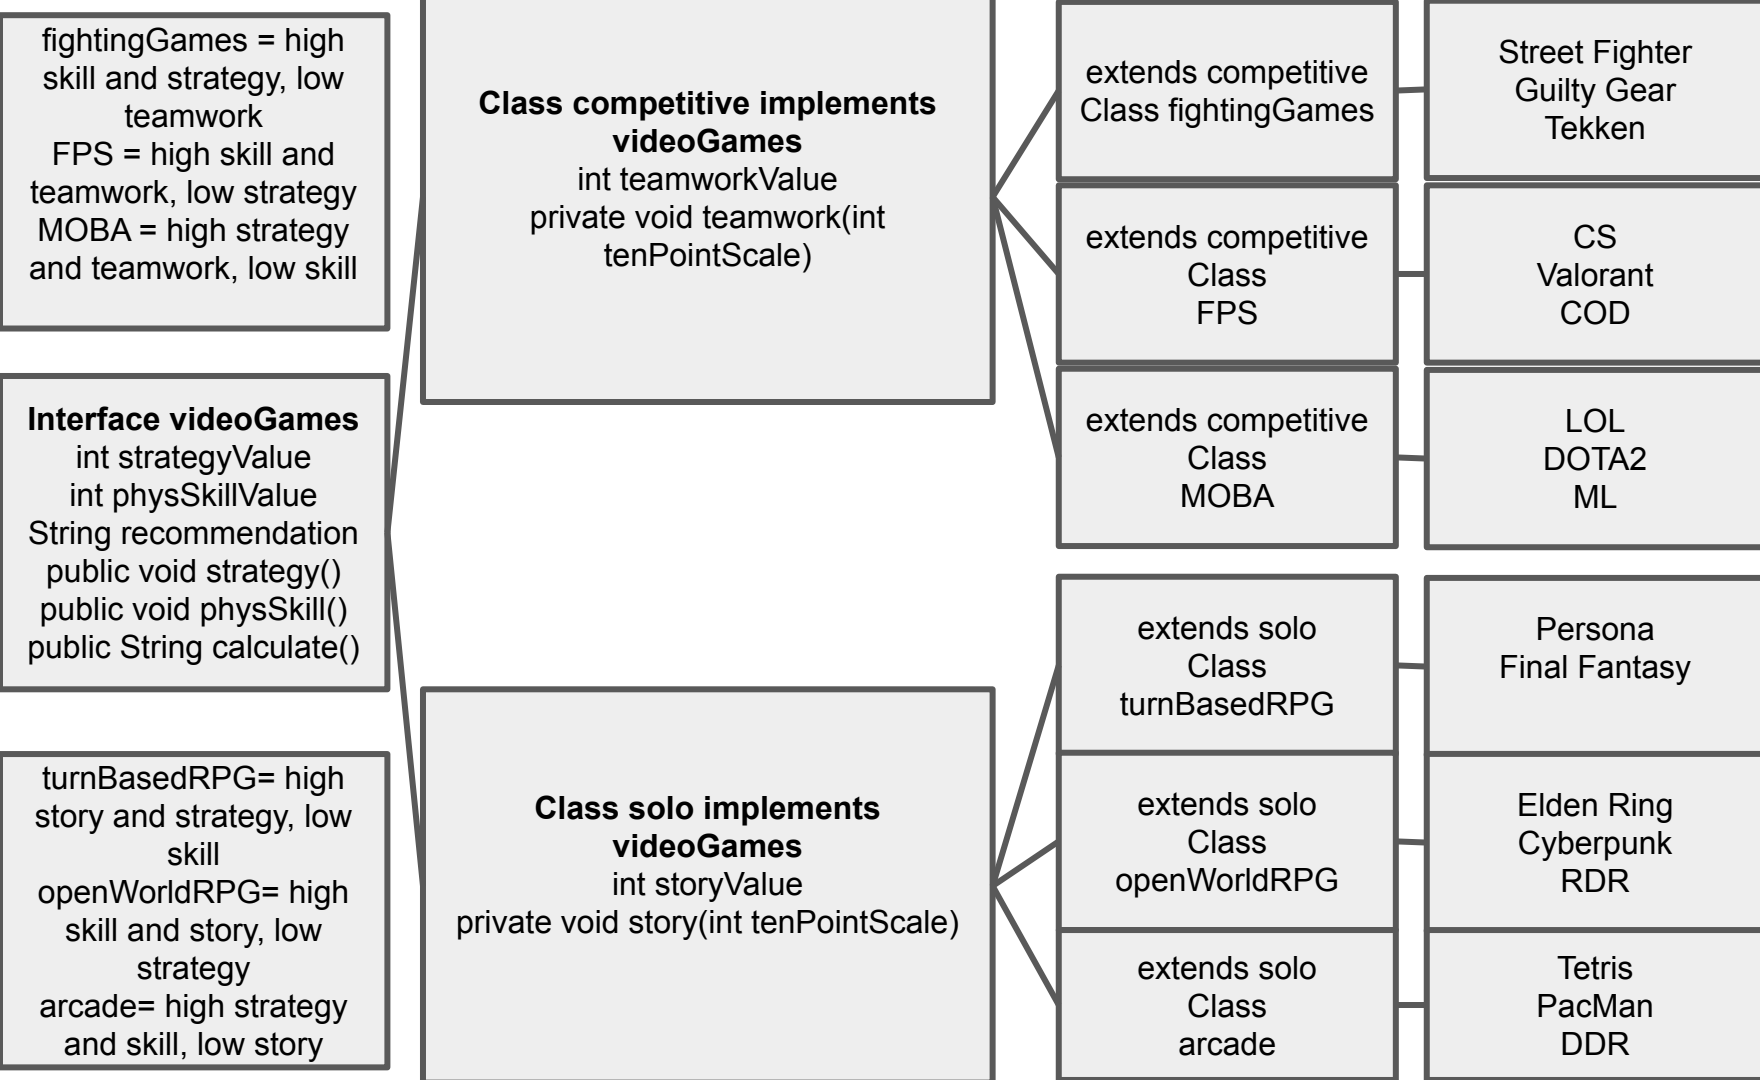 fightingGames = high
skill and strategy, low
teamwork
FPS = high skill and
teamwork, low strategy
MOBA = high strategy
and teamwork, low skill
Interface videoGames
int strategyValue
int physSkillValue
String recommendation
public void strategy()
public void physSkill()
public String calculate()
turnBasedRPG= high
story and strategy, low
skill
openWorldRPG= high
skill and story, low
strategy
arcade= high strategy
and skill, low story
Class competitive implements
videoGames
int teamworkValue
private void teamwork(int
tenPointScale)
Class solo implements
videoGames
int storyValue
private void story(int tenPointScale)
extends competitive
Class fightingGames
Street Fighter
Guilty Gear
Tekken
extends competitive
Class
FPS
CS
Valorant
COD
extends competitive
Class
MOBA
LOL
DOTA2
ML
extends solo
Class
turnBasedRPG
Persona
Final Fantasy
extends solo
Class
openWorldRPG
Elden Ring
Cyberpunk
RDR
extends solo
Class
arcade
Tetris
PacMan
DDR